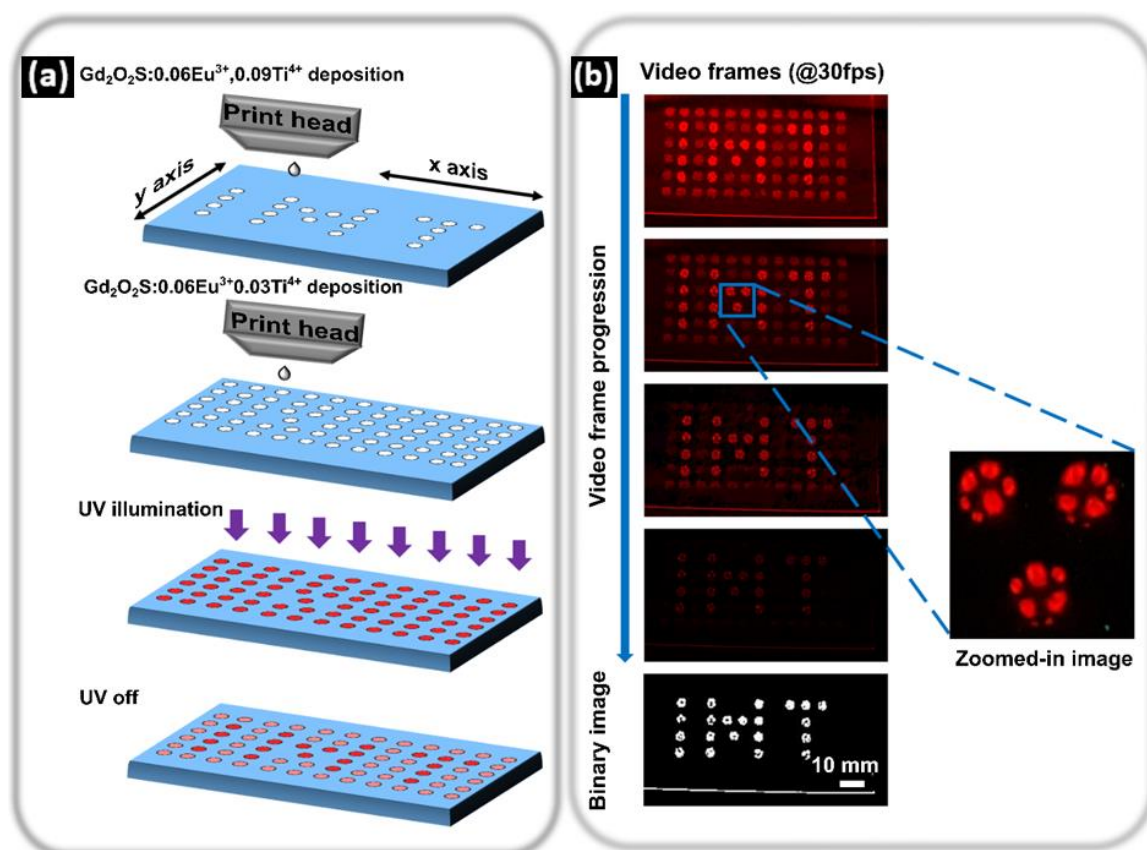 (a)
Gd₂O₂S:0.06Eu³⁺,0.09Ti⁴⁺ deposition
Print head
y axis
x axis
Gd₂O₂S:0.06Eu³⁺0.03Ti⁴⁺ deposition
Print head
UV illumination
UV off
(b)
Video frames (@30fps)
Video frame progression
Zoomed-in image
Binary image
IMT
10 mm